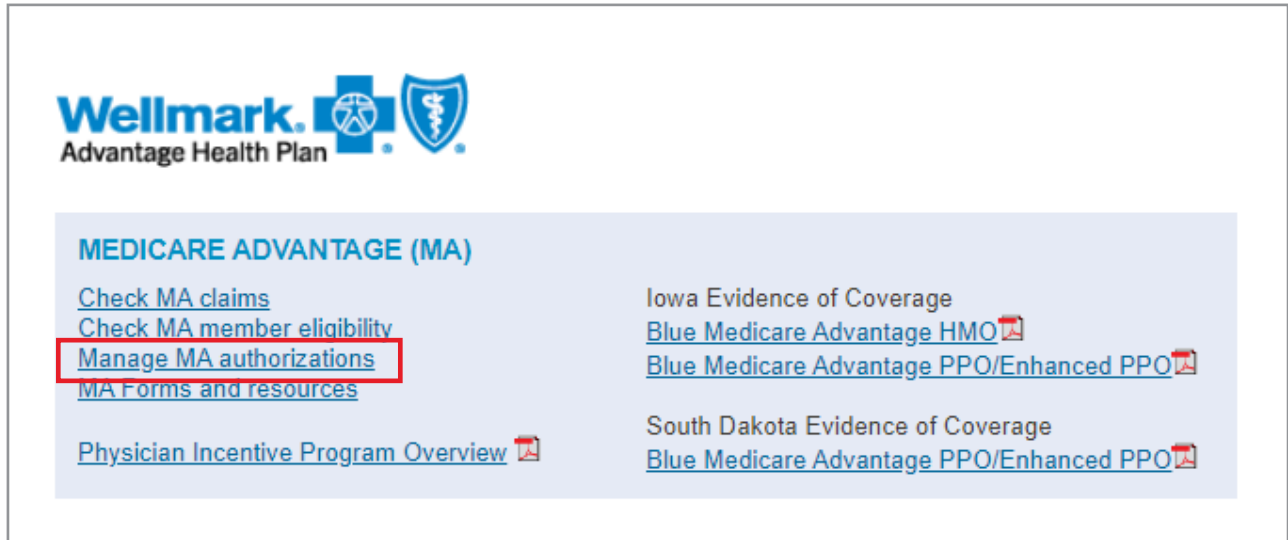 Wellmark.
Advantage Health Plan
MEDICARE ADVANTAGE (MA)
Check MA claims
Check MA member eligibility
Manage MA authorizations
MA Forms and resources
Physician Incentive Program Overview
Iowa Evidence of Coverage
Blue Medicare Advantage HMO
Blue Medicare Advantage PPO/Enhanced PPO
South Dakota Evidence of Coverage
Blue Medicare Advantage PPO/Enhanced PPO